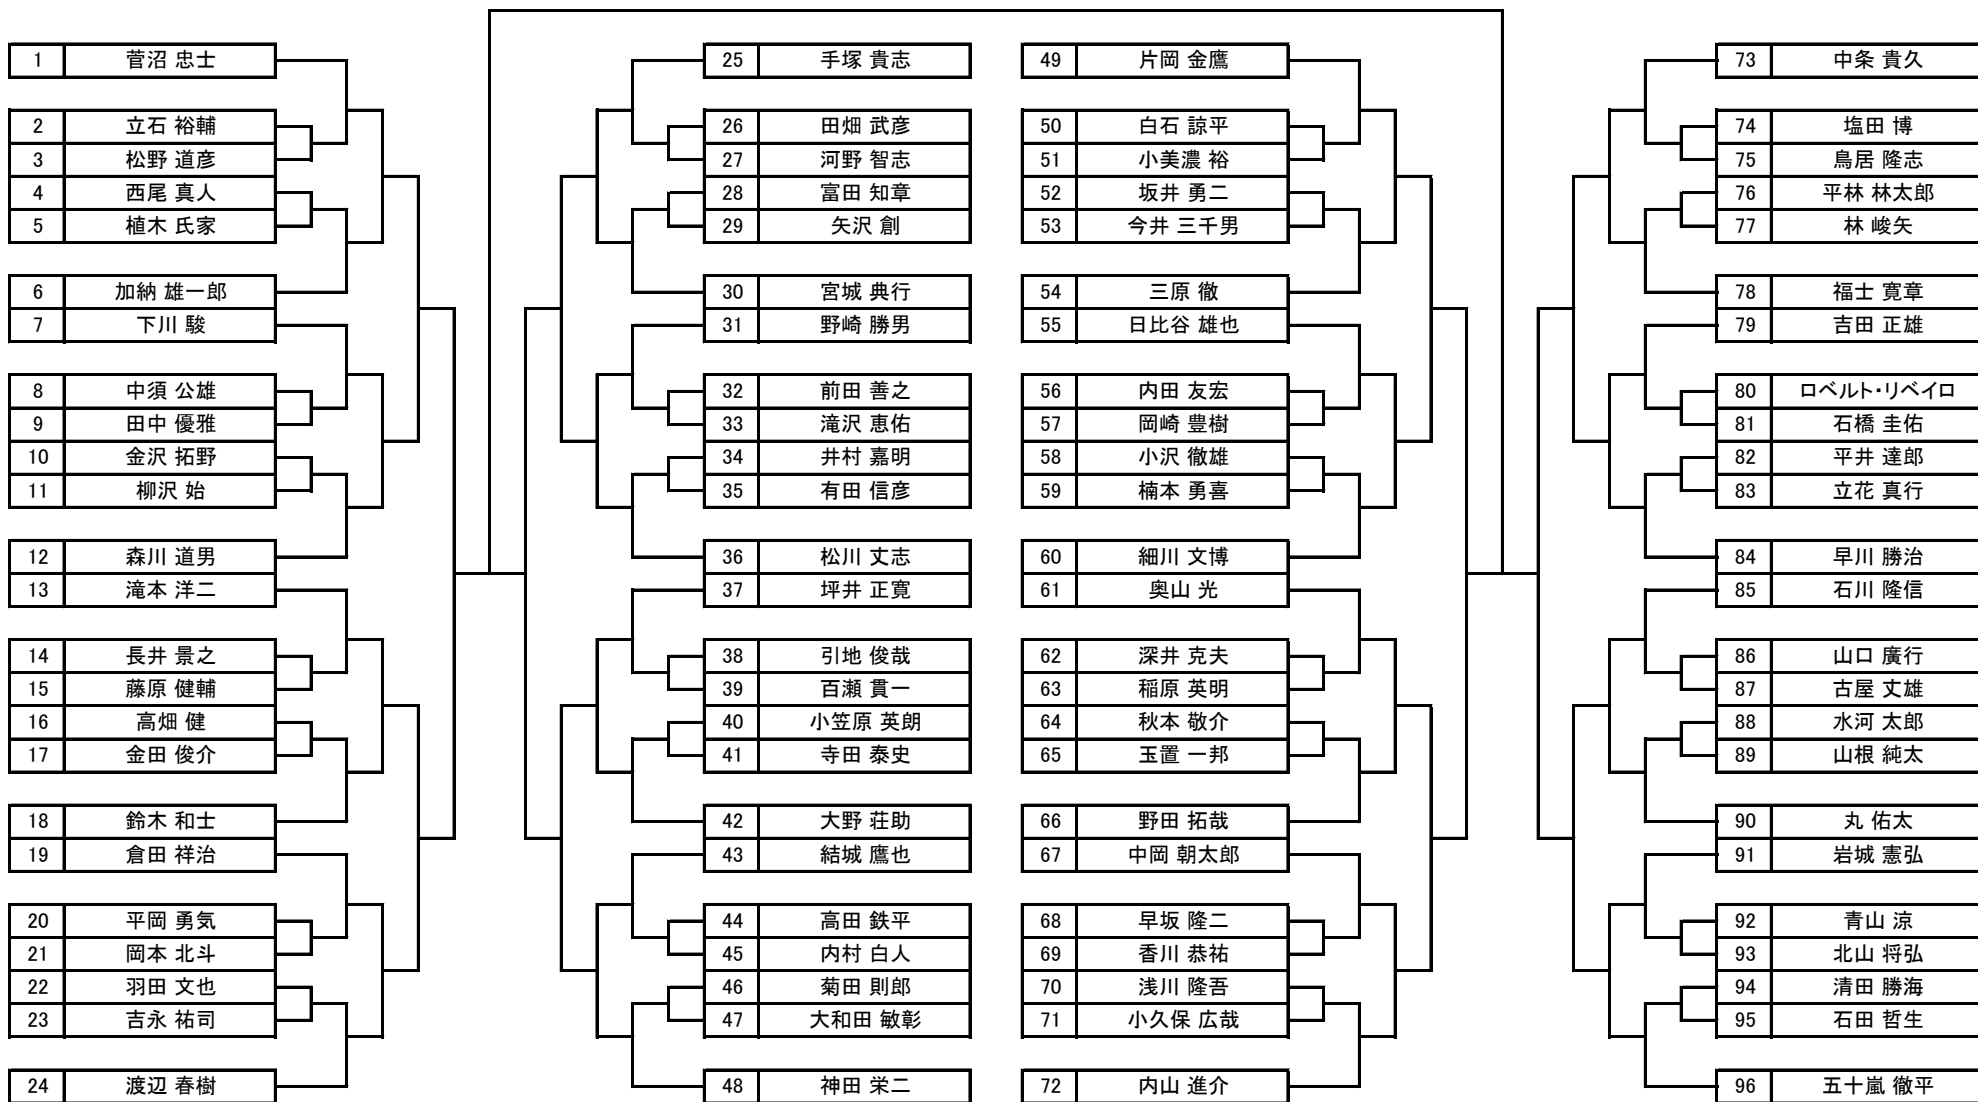 1 菅沼 忠士
2 立石 裕輔
3 松野 道彦
4 西尾 真人
5 植木 氏家
6 加納 雄一郎
7 下川 駿
8 中須 公雄
9 田中 優雅
10 金沢 拓野
11 柳沢 始
12 森川 道男
13 滝本 洋二
14 長井 景之
15 藤原 健輔
16 高畑 健
17 金田 俊介
18 鈴木 和士
19 倉田 祥治
20 平岡 勇気
21 岡本 北斗
22 羽田 文也
23 吉永 祐司
24 渡辺 春樹
25 手塚 貴志
26 田畑 武彦
27 河野 智志
28 富田 知章
29 矢沢 創
30 宮城 典行
31 野崎 勝男
32 前田 善之
33 滝沢 恵佑
34 井村 嘉明
35 有田 信彦
36 松川 丈志
37 坪井 正寛
38 引地 俊哉
39 百瀬 貫一
40 小笠原 英朗
41 寺田 泰史
42 大野 荘助
43 結城 鷹也
44 高田 鉄平
45 内村 白人
46 菊田 則郎
47 大和田 敏彰
48 神田 栄二
49 片岡 金鷹
50 白石 諒平
51 小美濃 裕
52 坂井 勇二
53 今井 三千男
54 三原 徹
55 日比谷 雄也
56 内田 友宏
57 岡崎 豊樹
58 小沢 徹雄
59 楠本 勇喜
60 細川 文博
61 奥山 光
62 深井 克夫
63 稲原 英明
64 秋本 敬介
65 玉置 一邦
66 野田 拓哉
67 中岡 朝太郎
68 早坂 隆二
69 香川 恭祐
70 浅川 隆吾
71 小久保 広哉
72 内山 進介
73 中条 貴久
74 塩田 博
75 鳥居 隆志
76 平林 林太郎
77 林 峻矢
78 福士 寛章
79 吉田 正雄
80 ロベルト・リベイロ
81 石橋 圭佑
82 平井 達郎
83 立花 真行
84 早川 勝治
85 石川 隆信
86 山口 廣行
87 古屋 丈雄
88 水河 太郎
89 山根 純太
90 丸 佑太
91 岩城 憲弘
92 青山 涼
93 北山 将弘
94 清田 勝海
95 石田 哲生
96 五十嵐 徹平